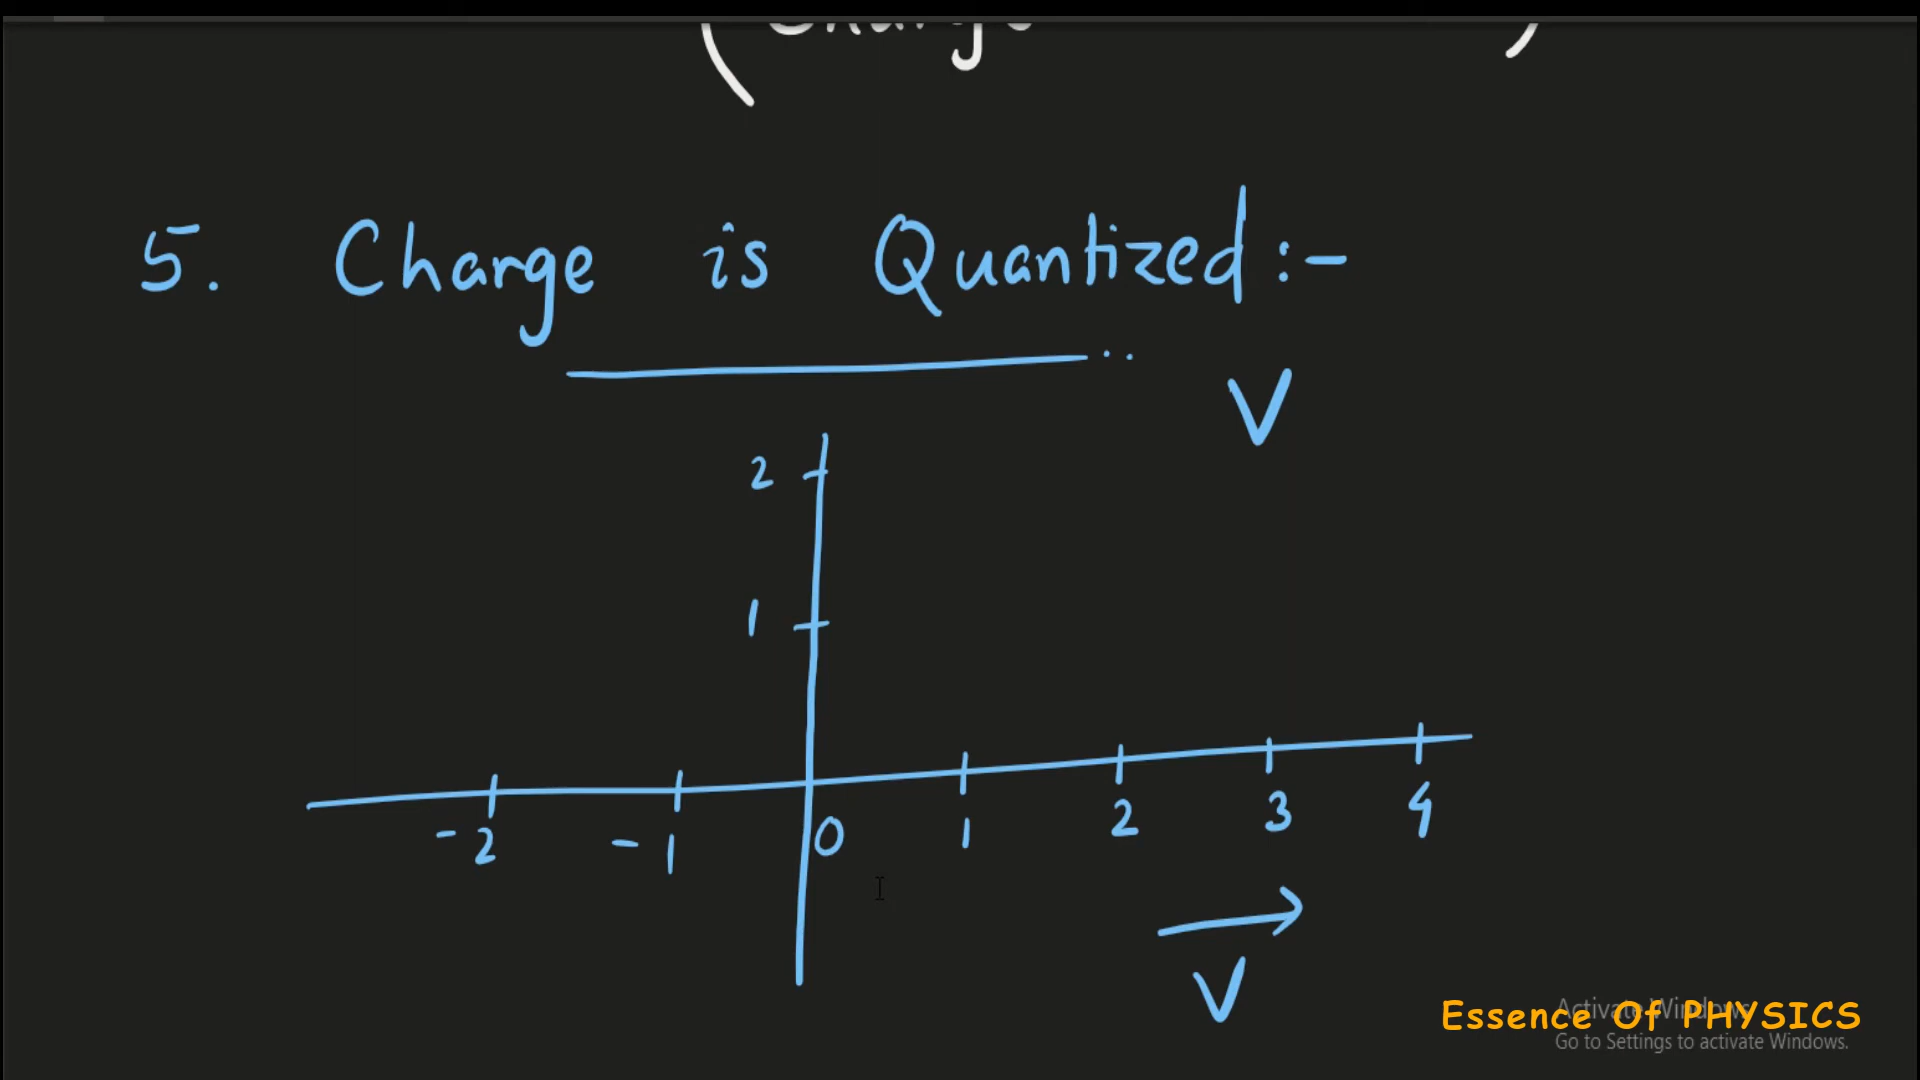 (Charge )
5. Charge is Quantized:-
V
2
1
-2 -1 0 1 2 3 4
V
Essence Of PHYSICS
Activate Windows
Go to Settings to activate Windows.